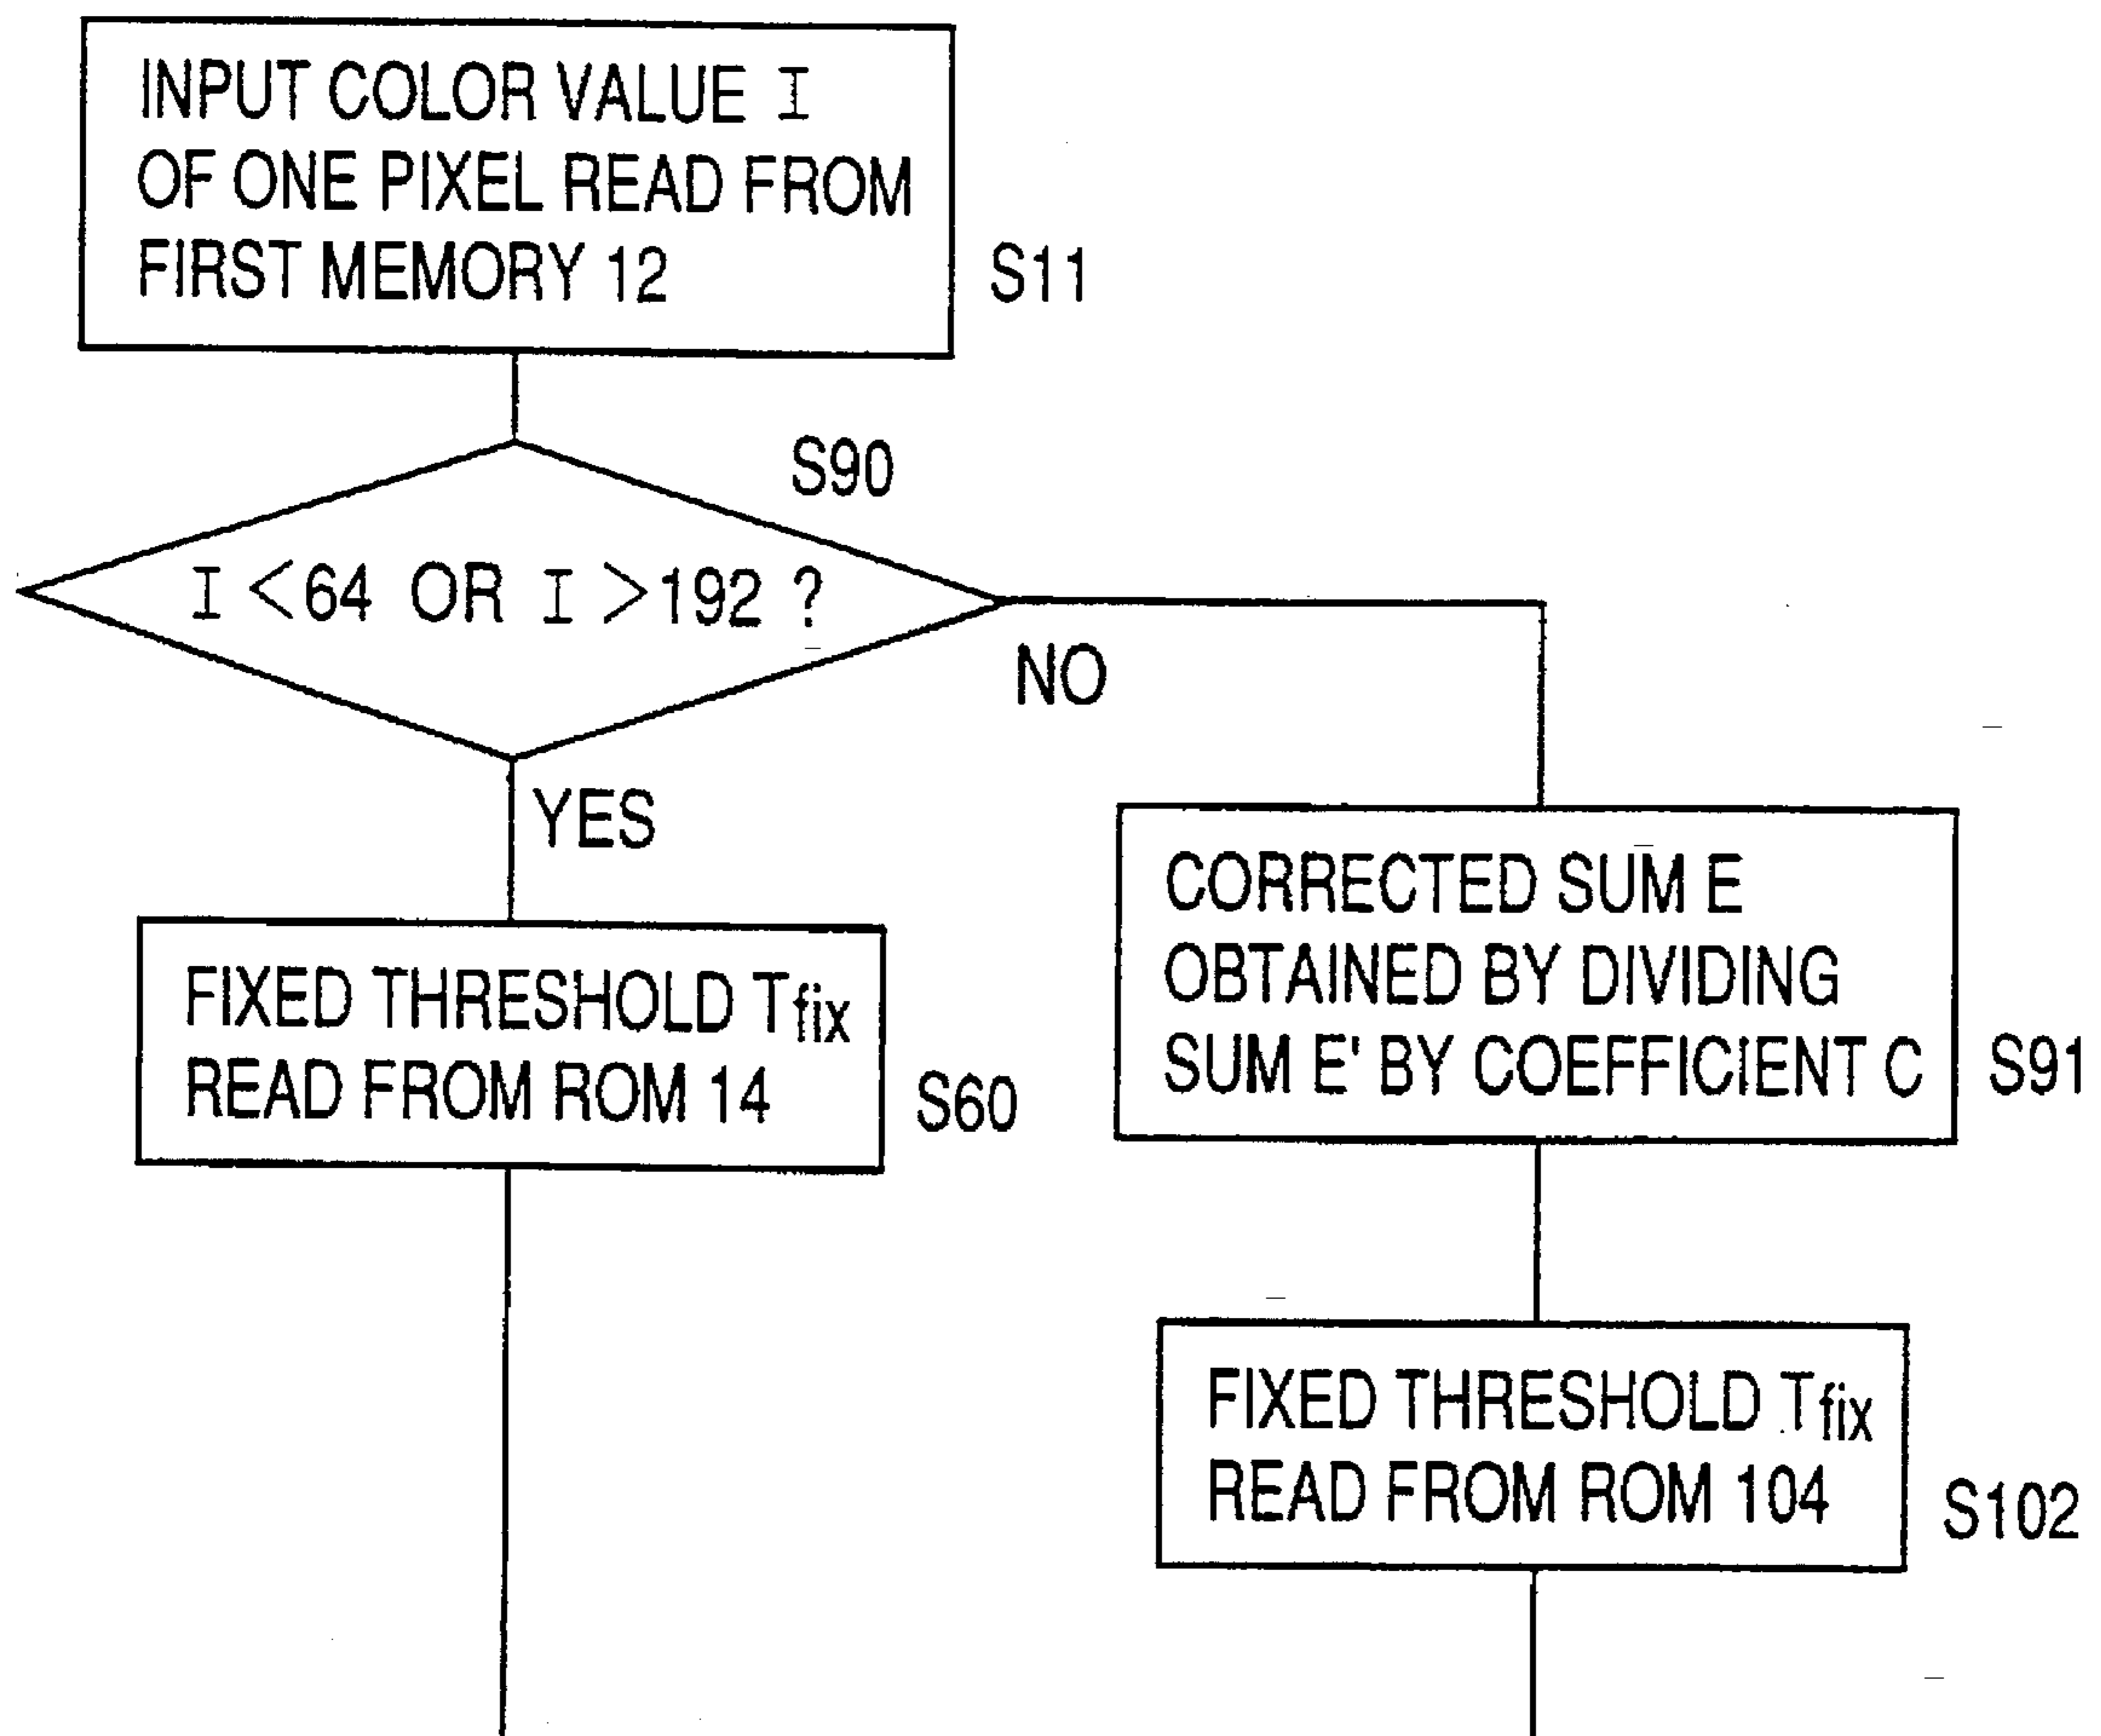 INPUT COLOR VALUE I
OF ONE PIXEL READ FROM
FIRST MEMORY 12
S11
S90
I <64 OR I >192 ?
NO
YES
CORRECTED SUM E
OBTAINED BY DIVIDING
SUM E' BY COEFFICIENT C
S91
FIXED THRESHOLD Tfix
READ FROM ROM 14
S60
FIXED THRESHOLD Tfix
READ FROM ROM 104
S102